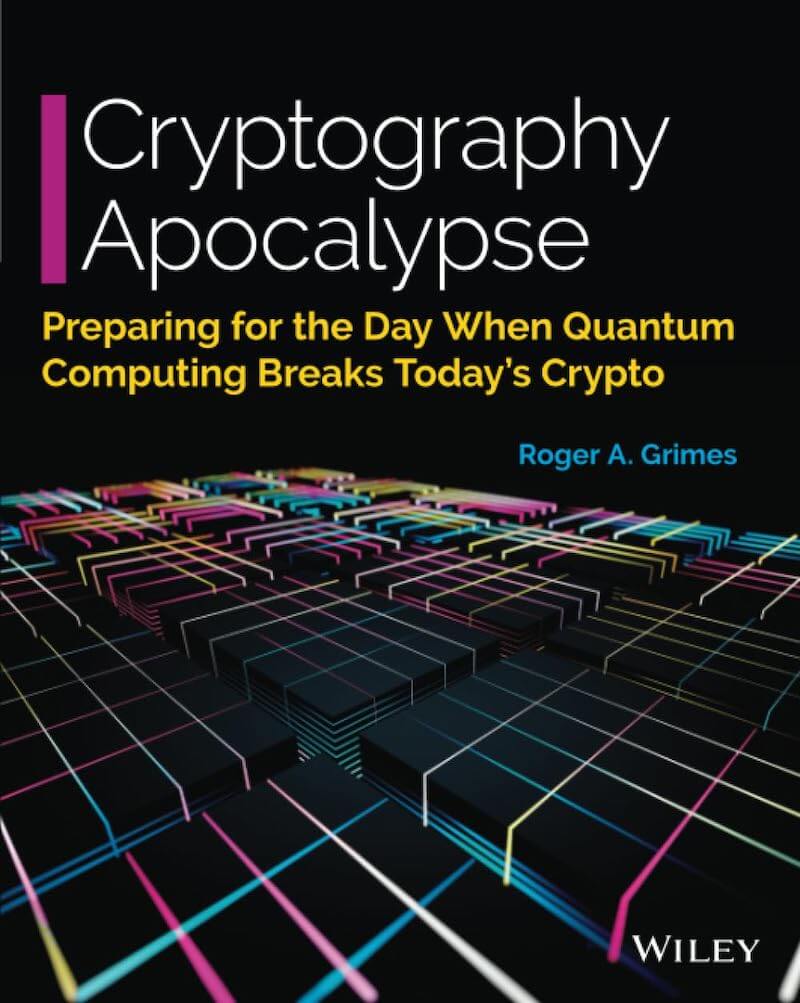 Cryptography
Apocalypse
Preparing for the Day When Quantum
Computing Breaks Today's Crypto
Roger A. Grimes
WILEY